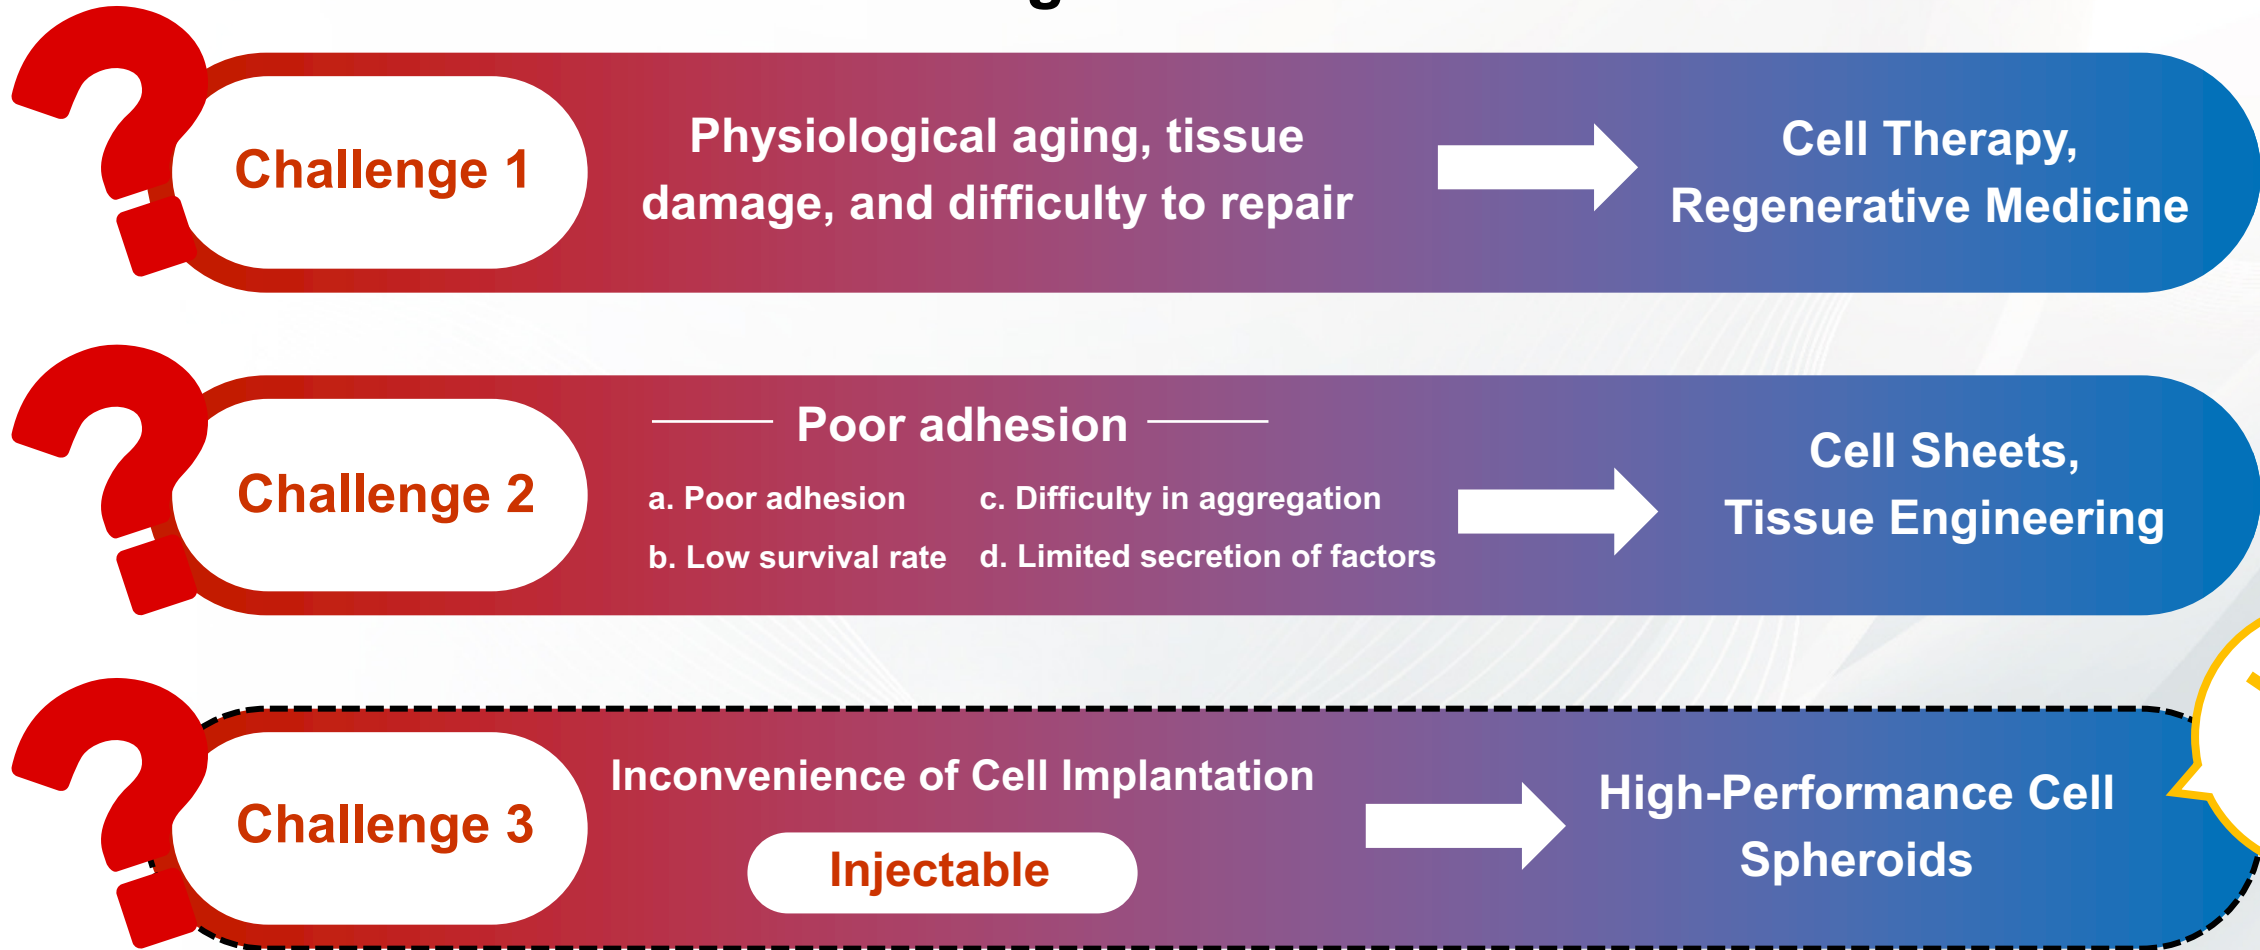 Challenge 1
Physiological aging, tissue
damage, and difficulty to repair
Cell Therapy,
Regenerative Medicine
Challenge 2
Poor adhesion
a. Poor adhesion
c. Difficulty in aggregation
b. Low survival rate
d. Limited secretion of factors
Cell Sheets,
Tissue Engineering
Challenge 3
Inconvenience of Cell Implantation
Injectable
High-Performance Cell
Spheroids